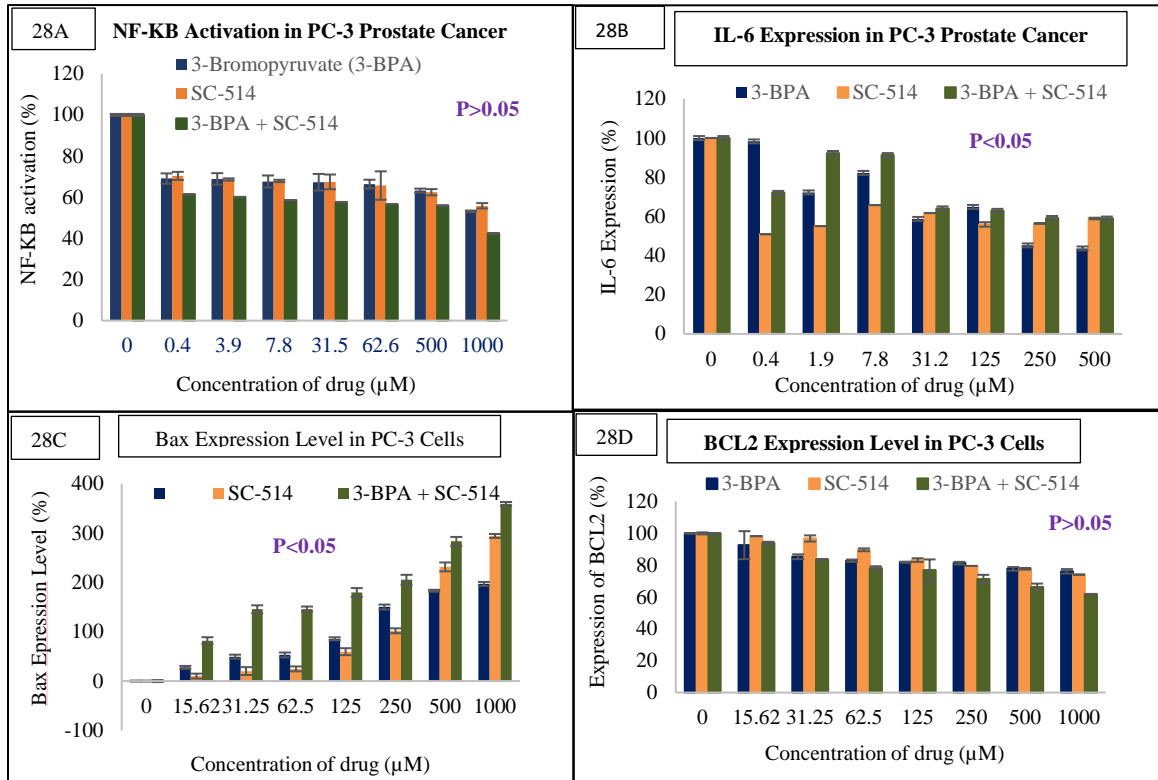 28A
NF-KB Activation in PC-3 Prostate Cancer
3-Bromopyruvate (3-BPA)
SC-514
3-BPA + SC-514
P>0.05
NF-KB activation (%)
120
100
80
60
40
20
0
0 0.4 3.9 7.8 31.5 62.6 500 1000
Concentration of drug (µM)
28B
IL-6 Expression in PC-3 Prostate Cancer
3-BPA SC-514 3-BPA + SC-514
P<0.05
IL-6 Expression (%)
120
100
80
60
40
20
0
0 0.4 1.9 7.8 31.2 125 250 500
Concentration of drug (µM)
28C
Bax Expression Level in PC-3 Cells
SC-514 3-BPA + SC-514
P<0.05
Bax Epression Level (%)
400
300
200
100
0
-100
0 15.62 31.25 62.5 125 250 500 1000
Concentration of drug (µM)
28D
BCL2 Expression Level in PC-3 Cells
3-BPA SC-514 3-BPA + SC-514
P>0.05
Expression of BCL2 (%)
120
100
80
60
40
20
0
0 15.62 31.25 62.5 125 250 500 1000
Concentration of drug (µM)